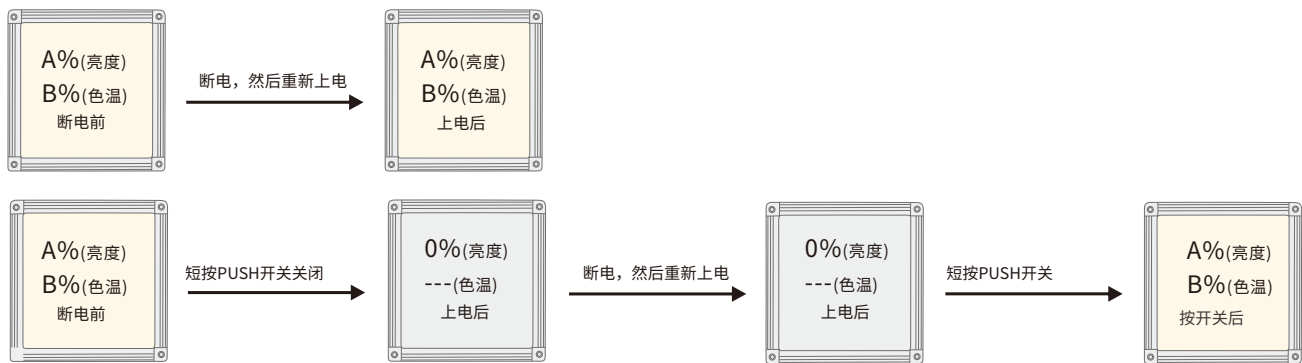 A%(亮度)
B%(色温)
断电前
断电，然后重新上电
A%(亮度)
B%(色温)
上电后
A%(亮度)
B%(色温)
断电前
短按PUSH开关关闭
0%(亮度)
---(色温)
上电后
断电，然后重新上电
0%(亮度)
---(色温)
上电后
短按PUSH开关
A%(亮度)
B%(色温)
按开关后